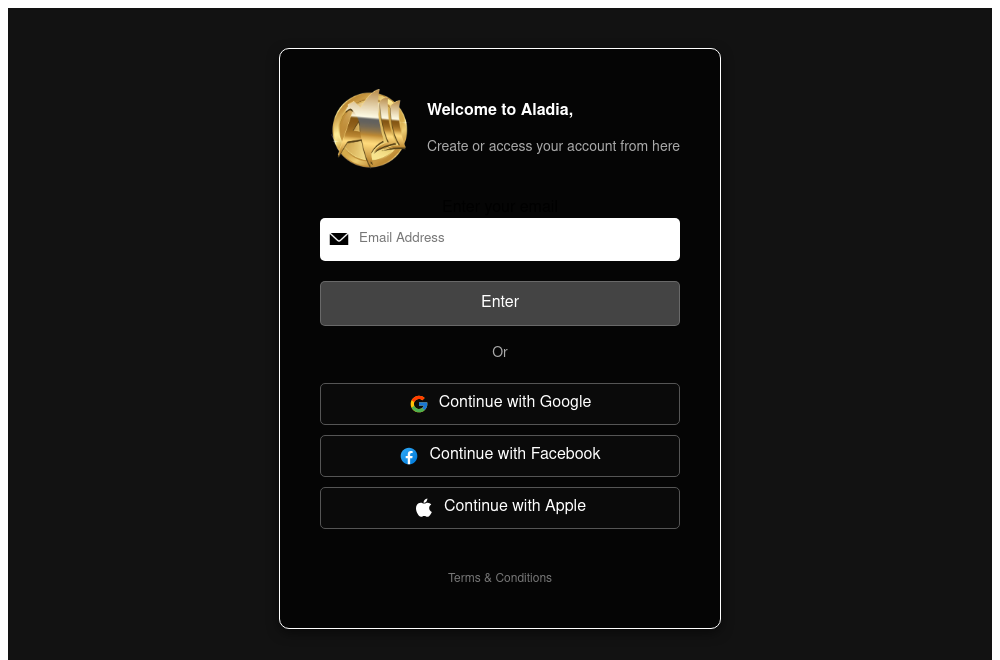 Welcome to Aladia,
Create or access your account from here
Enter your email
Email Address
Enter
Or
Continue with Google
Continue with Facebook
Continue with Apple
Terms & Conditions